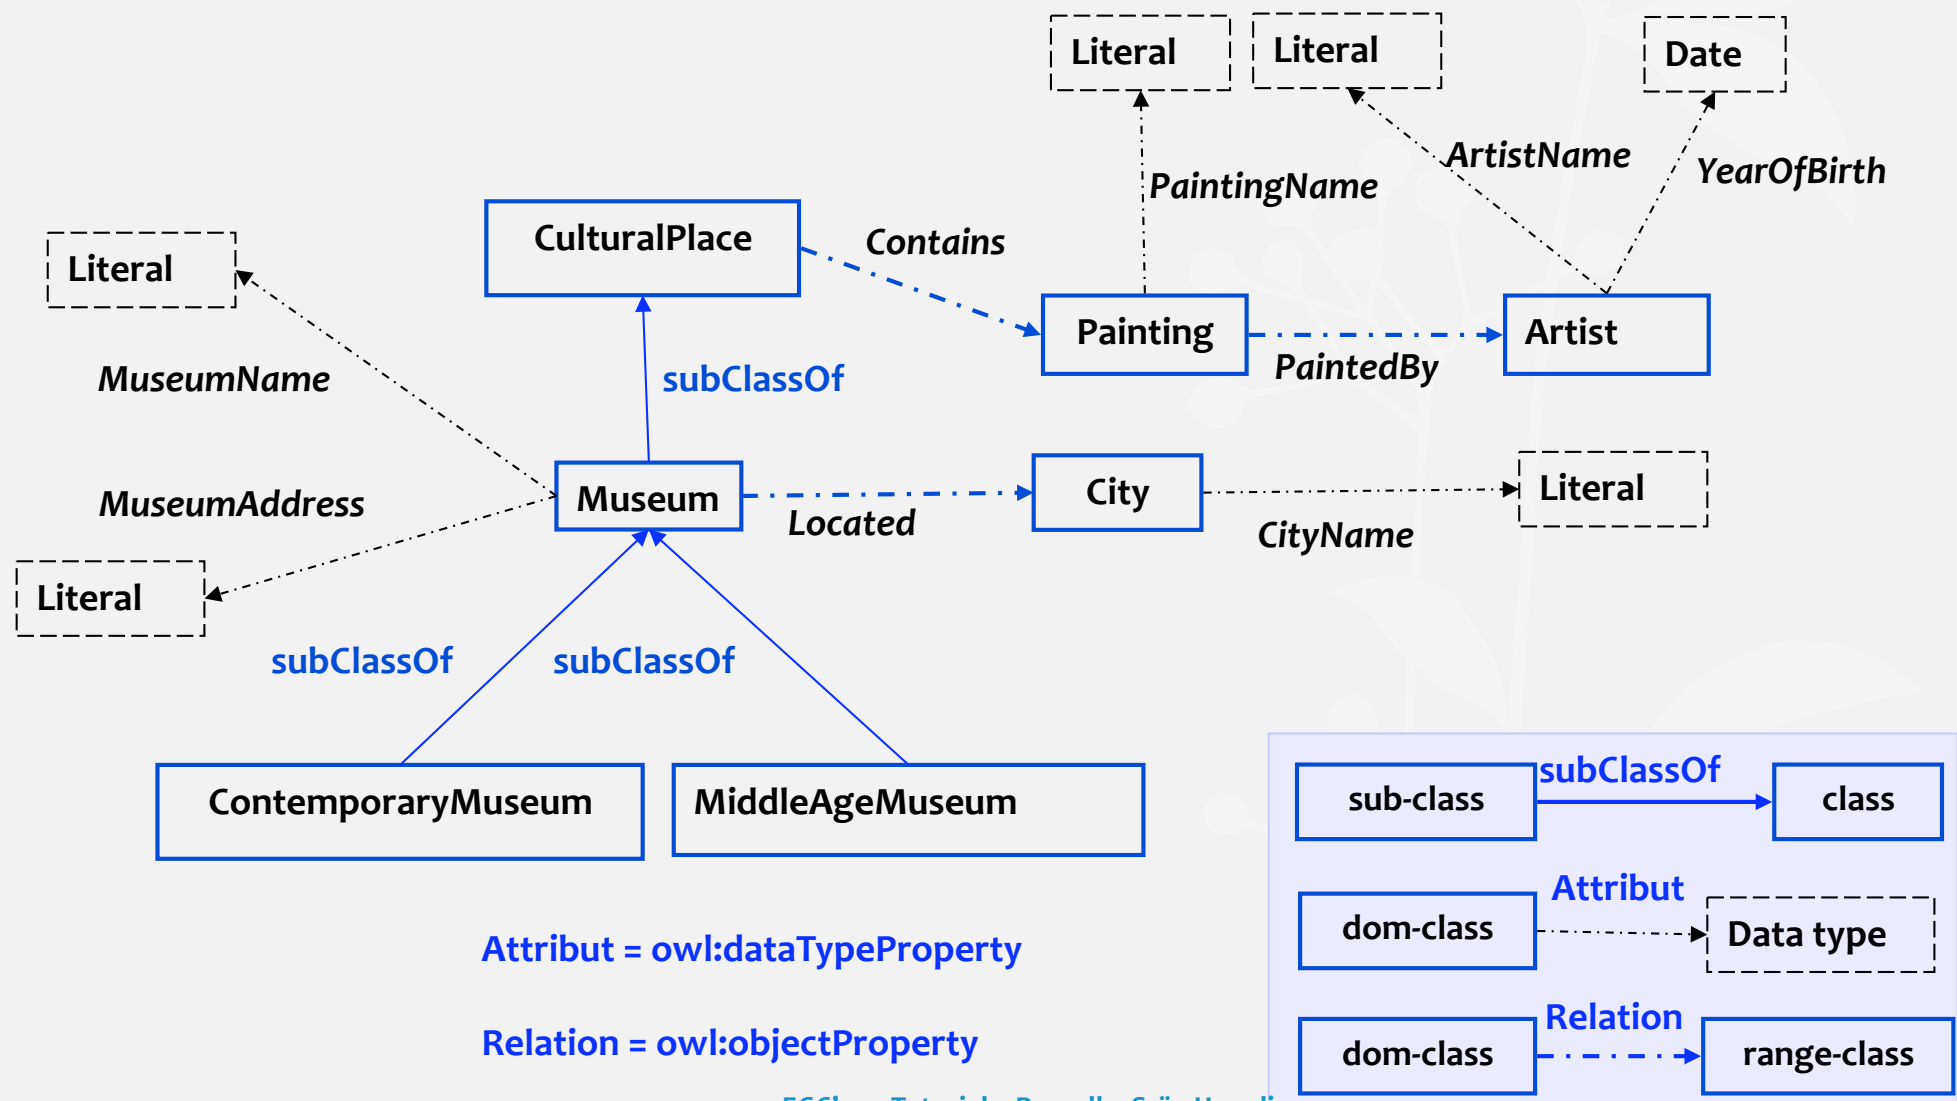 Literal
Literal
Date
ArtistName
PaintingName
YearOfBirth
CulturalPlace
Contains
Literal
Painting
PaintedBy
Artist
MuseumName
subClassOf
MuseumAddress
Museum
Located
City
CityName
Literal
Literal
subClassOf
subClassOf
ContemporaryMuseum
MiddleAgeMuseum
sub-class
subClassOf
class
Attribut
dom-class
Data type
Relation
dom-class
range-class
Attribut = owl:dataTypeProperty
Relation = owl:objectProperty